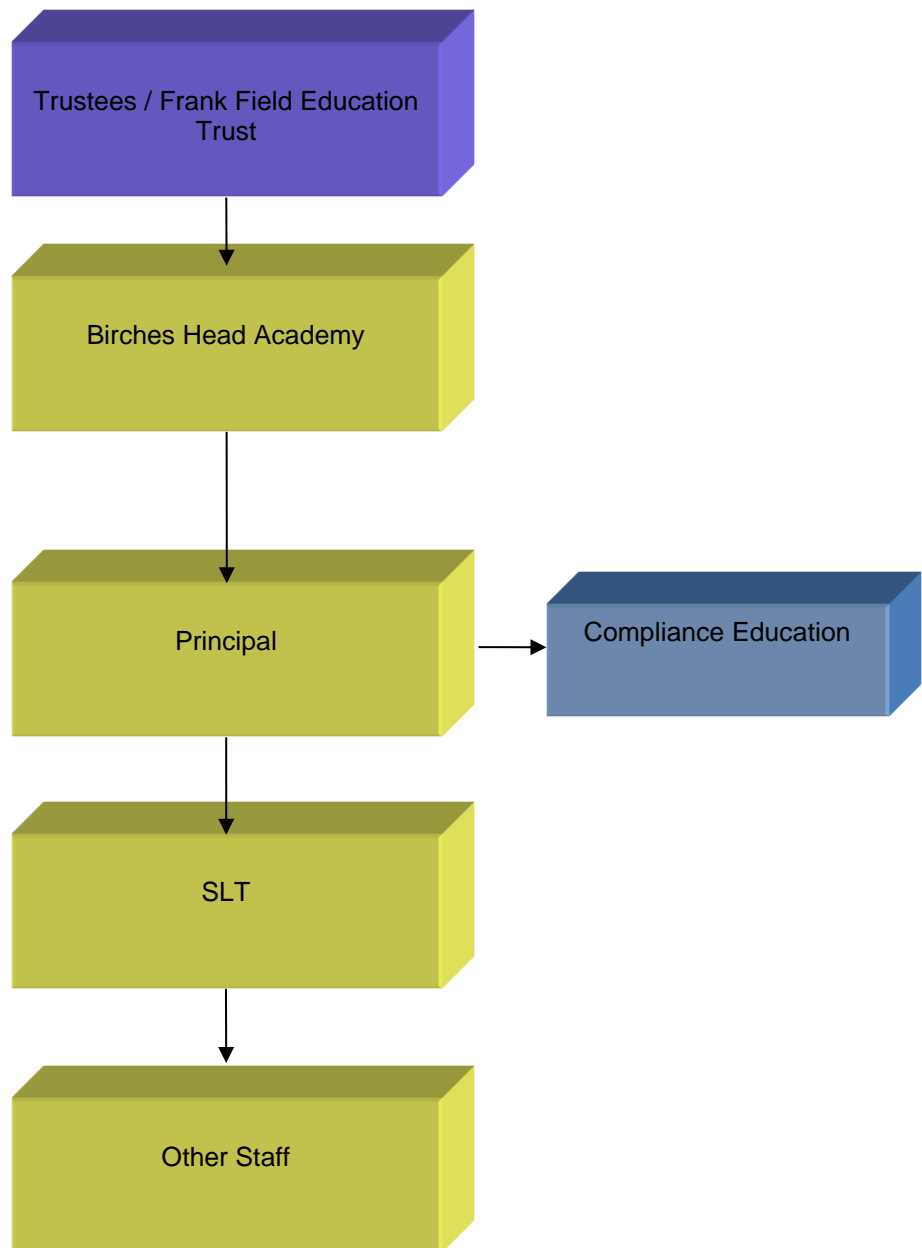 Trustees / Frank Field Education
Trust
Birches Head Academy
Principal
Compliance Education
SLT
Other Staff